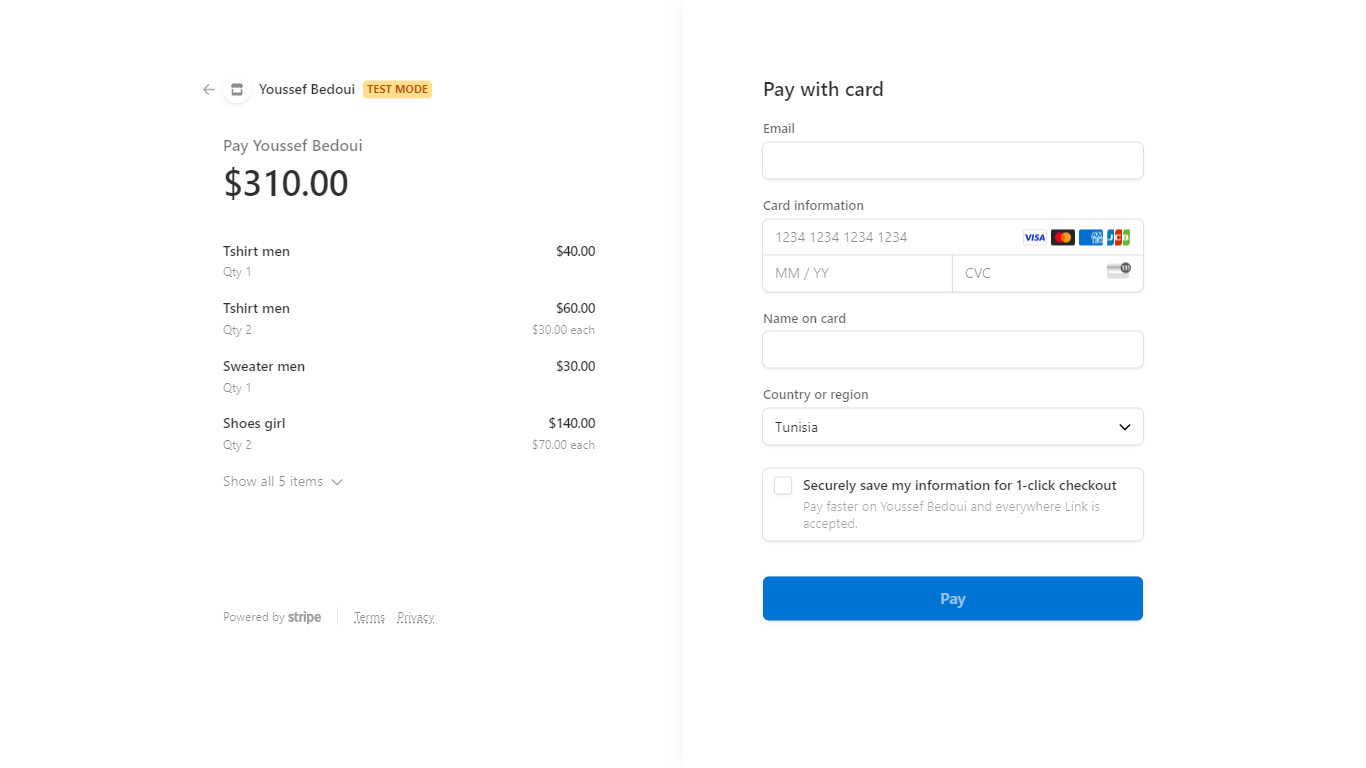 Youssef Bedoui TEST MODE
Pay Youssef Bedoui
$310.00
Tshirt men $40.00
Qty 1
Tshirt men $60.00
Qty 2 $30.00 each
Sweater men $30.00
Qty 1
Shoes girl $140.00
Qty 2 $70.00 each
Show all 5 items
Powered by stripe Terms Privacy
Pay with card
Email
Card information
1234 1234 1234 1234 VISA
MM / YY CVC
Name on card
Country or region
Tunisia
Securely save my information for 1-click checkout
Pay faster on Youssef Bedoui and everywhere Link is
accepted.
Pay